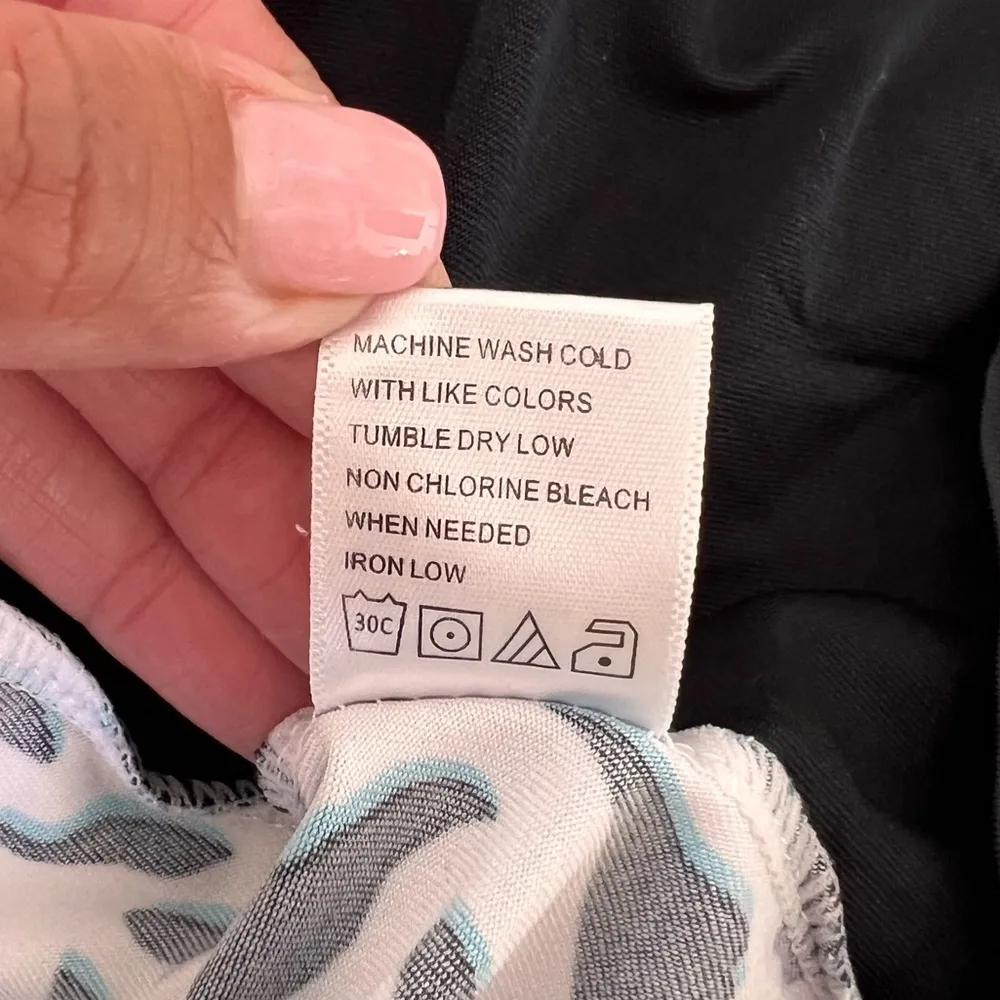 MACHINE WASH COLD
WITH LIKE COLORS
TUMBLE DRY LOW
NON CHLORINE BLEACH
WHEN NEEDED
IRON LOW
30C